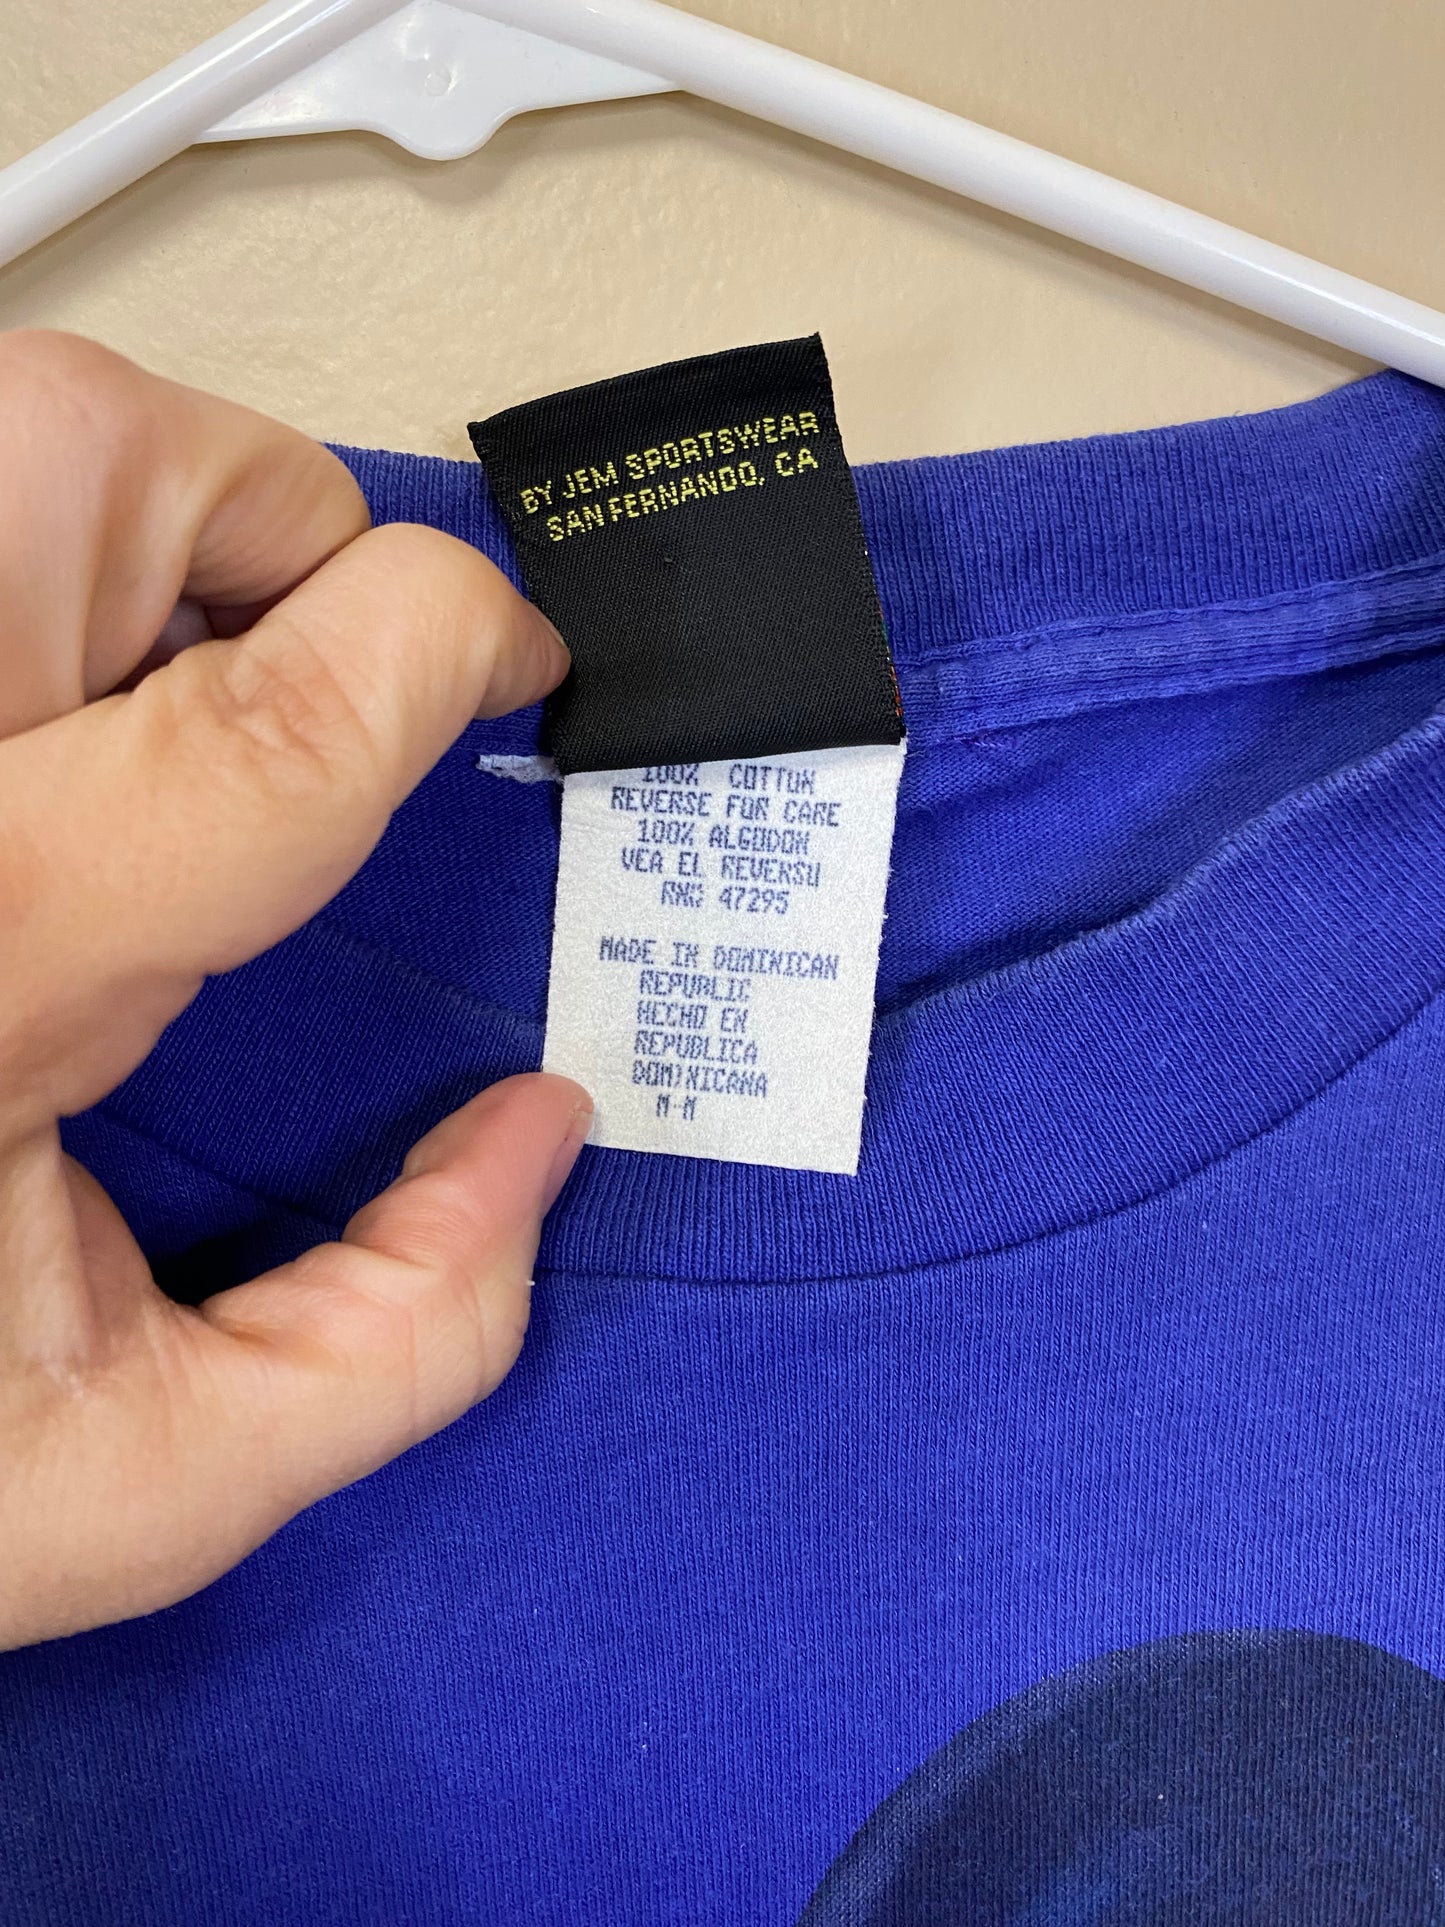 BY JEM SPORTSWEAR
SAN FERNANDO, CA
100% COTTON
REVERSE FOR CARE
100% ALGODON
VEA EL REVERSU
RN# 47295
MADE IN DOMINICAN
REPUBLIC
HECHO EN
REPUBLICA
DOMINICANA
M-M